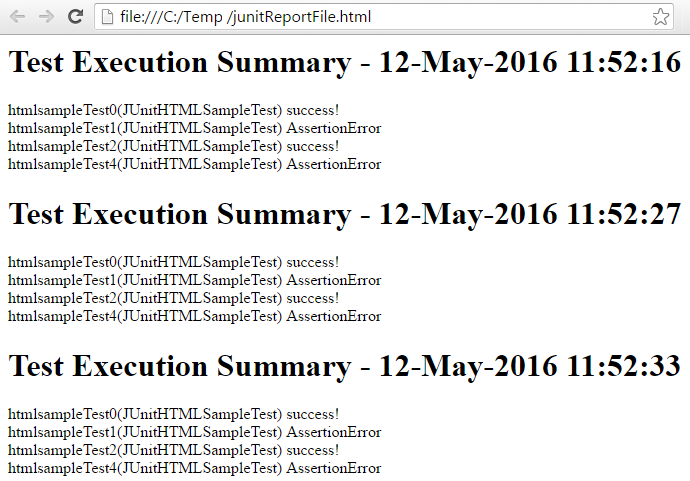 file:///C:/Temp /junitReportFile.html
Test Execution Summary - 12-May-2016 11:52:16
htmlsampleTest0(JUnitHTMLSampleTest) success!
htmlsampleTest1(JUnitHTMLSampleTest) AssertionError
htmlsampleTest2(JUnitHTMLSampleTest) success!
htmlsampleTest4(JUnitHTMLSampleTest) AssertionError
Test Execution Summary - 12-May-2016 11:52:27
htmlsampleTest0(JUnitHTMLSampleTest) success!
htmlsampleTest1(JUnitHTMLSampleTest) AssertionError
htmlsampleTest2(JUnitHTMLSampleTest) success!
htmlsampleTest4(JUnitHTMLSampleTest) AssertionError
Test Execution Summary - 12-May-2016 11:52:33
htmlsampleTest0(JUnitHTMLSampleTest) success!
htmlsampleTest1(JUnitHTMLSampleTest) AssertionError
htmlsampleTest2(JUnitHTMLSampleTest) success!
htmlsampleTest4(JUnitHTMLSampleTest) AssertionError